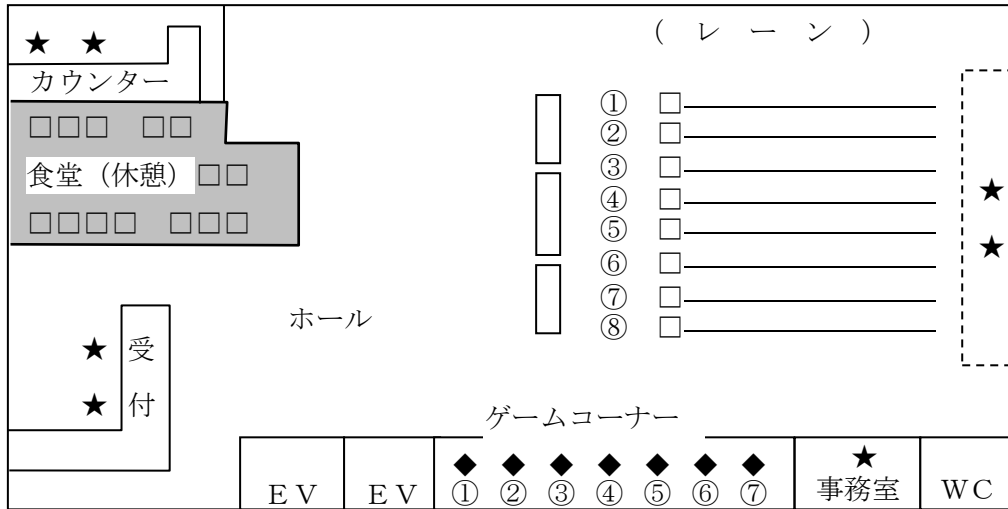 （ レ ー ン ）
★ ★
カウンター
①
②
③
④
⑤
⑥
⑦
⑧
□□□ □□
食堂（休憩）□□
□□□□ □□□
★
★
ホール
★ 受
★ 付
ゲームコーナー
◆ ◆ ◆ ◆ ◆ ◆ ◆
ＥＶ
ＥＶ
① ② ③ ④ ⑤ ⑥ ⑦
★
事務室
ＷＣ